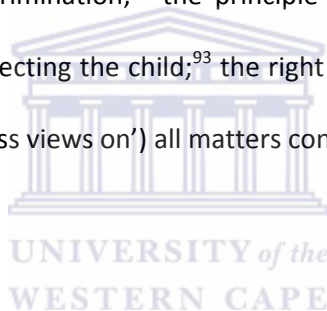 crimination, the principle
ecting the child;93 the right
ss views on’) all matters con
UNIVERSITY of the
WESTERN CAPE